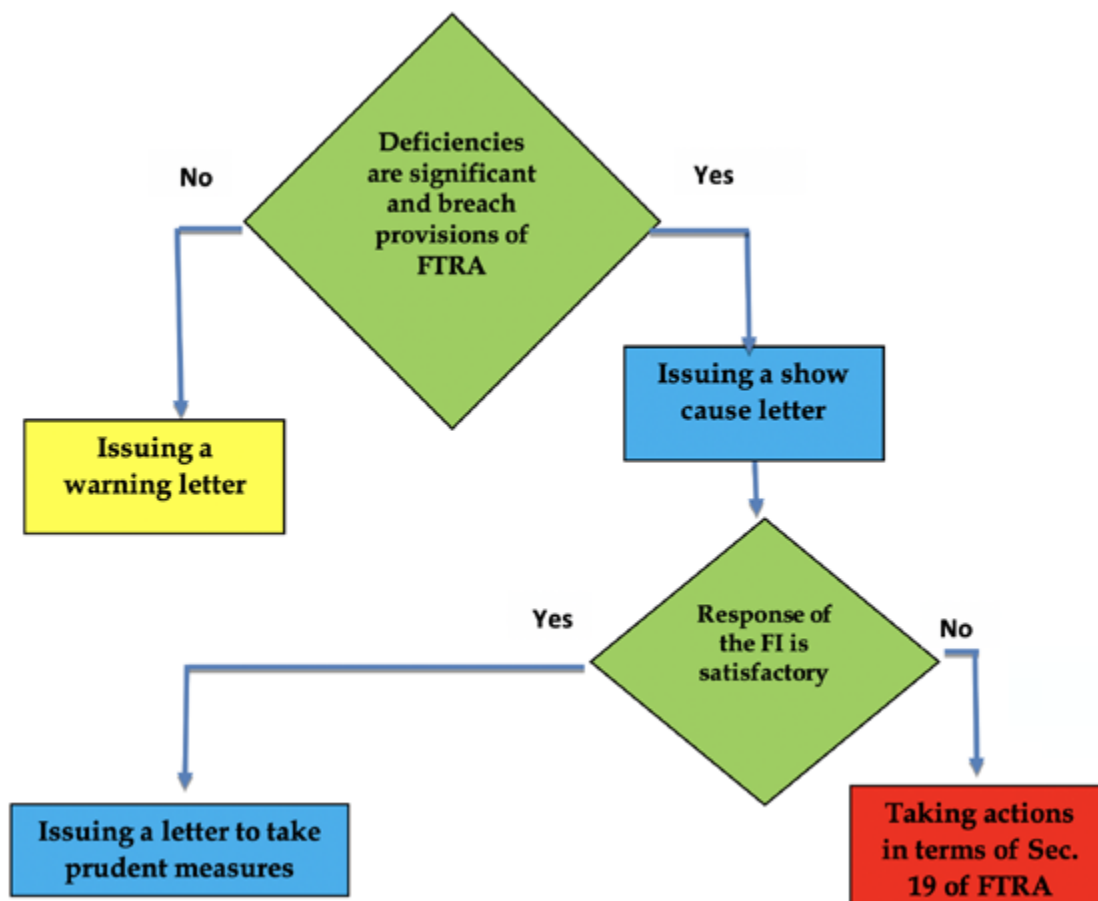 Deficiencies
are significant
and breach
provisions of
FTRA
No
Yes
Issuing a show
cause letter
Issuing a
warning letter
Response of
the FI is
satisfactory
Yes
No
Issuing a letter to take
prudent measures
Taking actions
in terms of Sec.
19 of FTRA